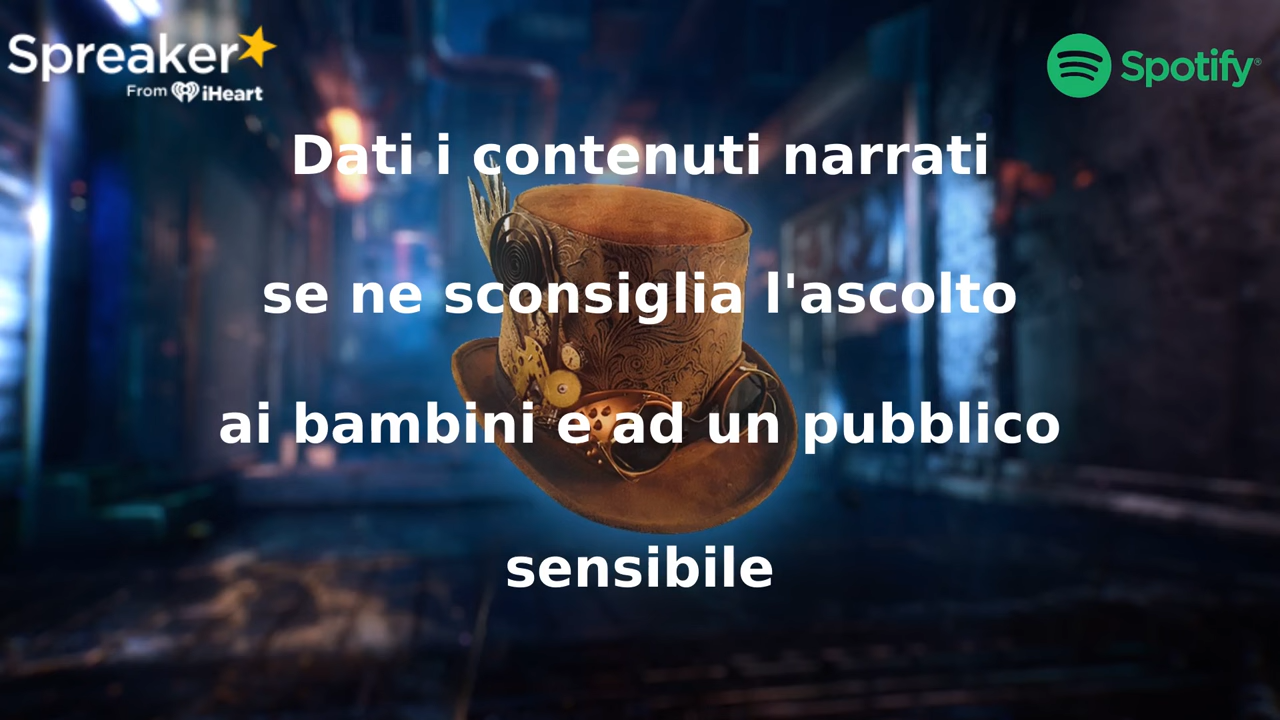 Spreaker
From iHeart
Spotify®
Dati i contenuti narrati
se ne sconsiglia l'ascolto
ai bambini e ad un pubblico
sensibile